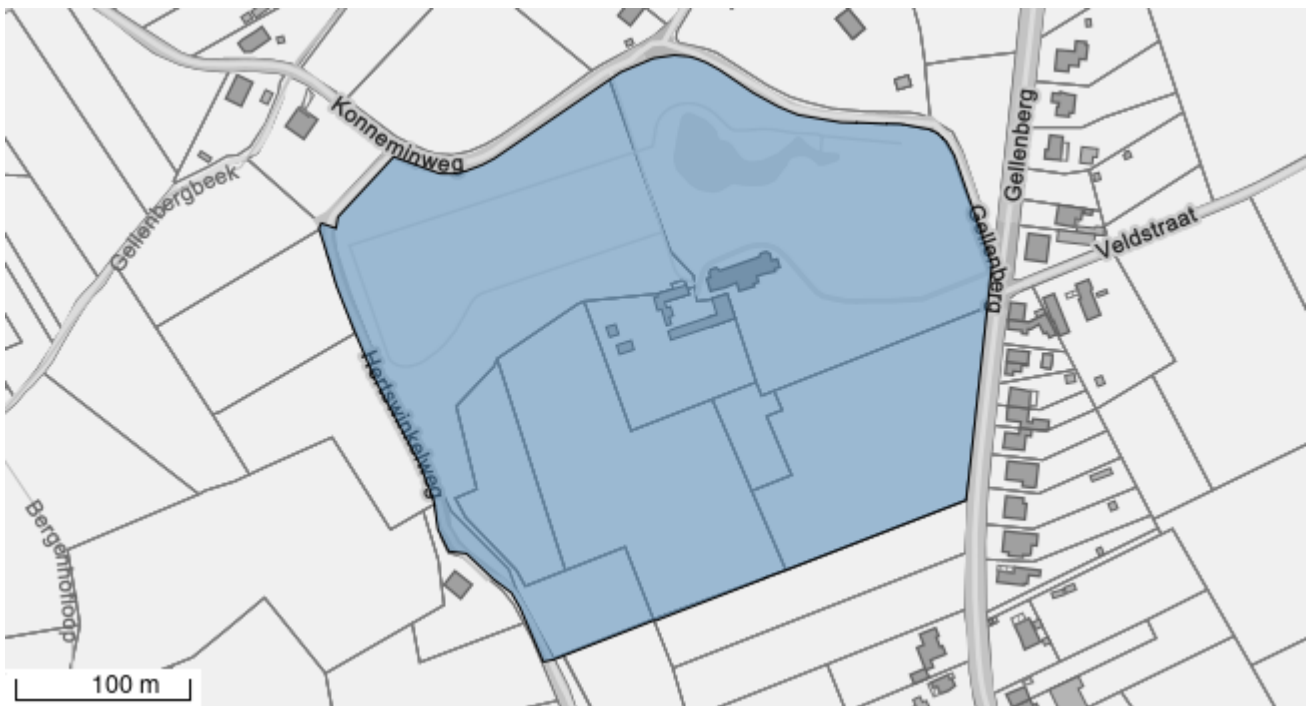 Konneminweg
Gellenberg
Gellenbergbeek
Gellenberg
Veldstraat
Hertswinkelweg
Bergenhofloop
100 m